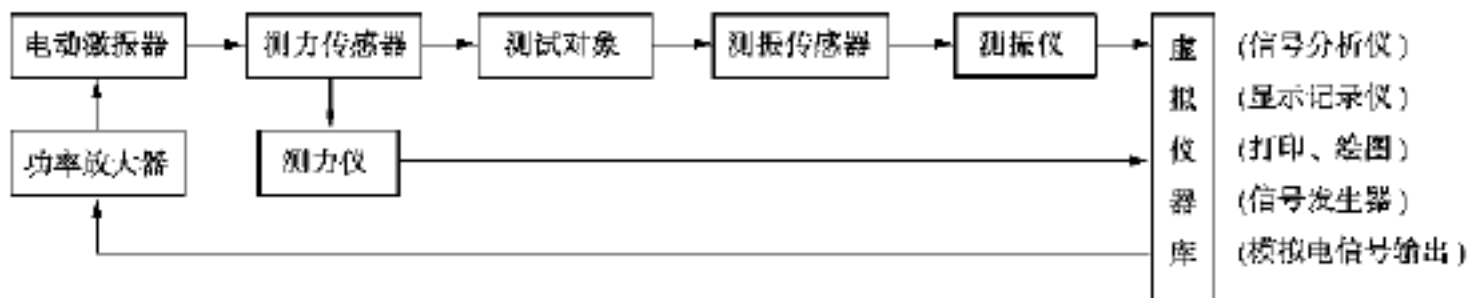 电动激振器
测力传感器
测试对象
测振传感器
测振仪
功率放大器
测力仪
虚拟仪器库
(信号分析仪)
(显示记录仪)
(打印、绘图)
(信号发生器)
(模拟电信号输出)